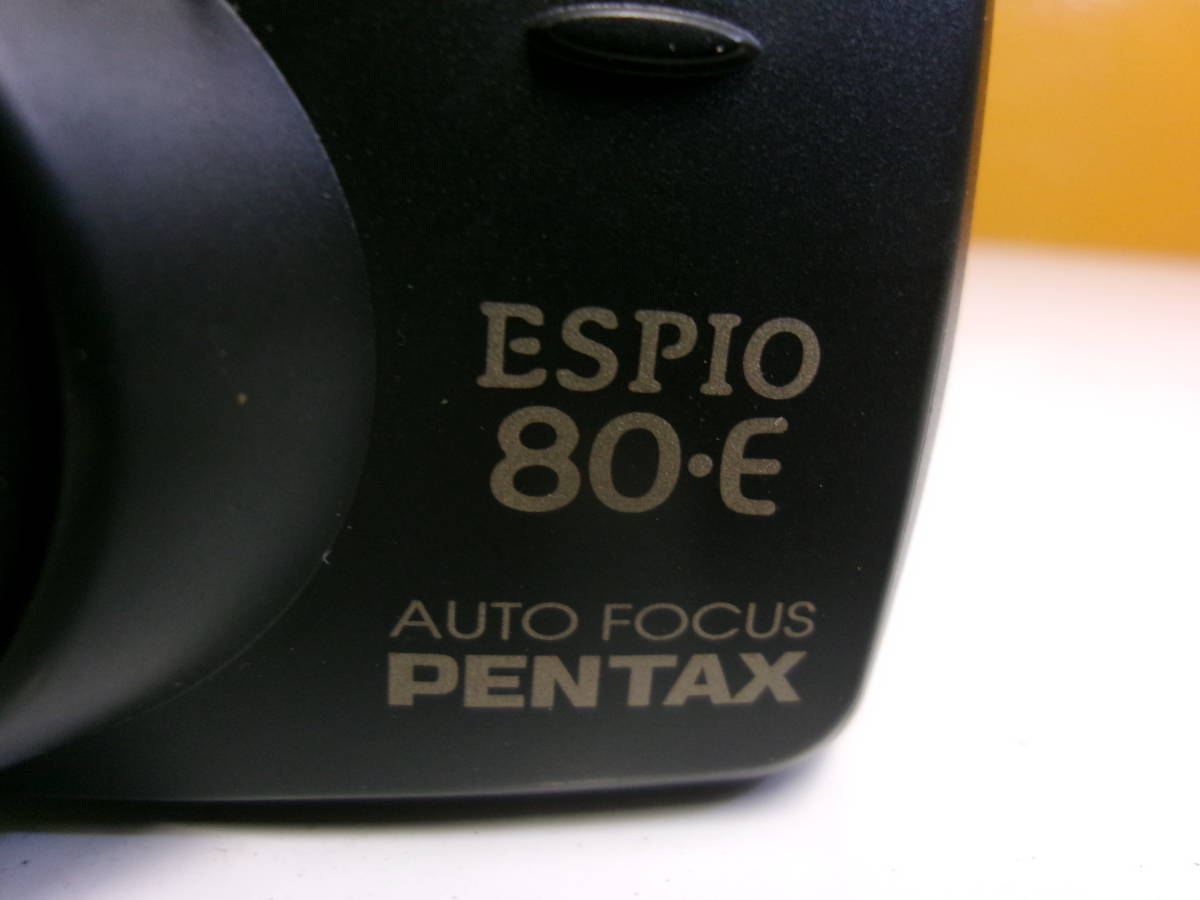 ESPIO
80·E
AUTO FOCUS
PENTAX